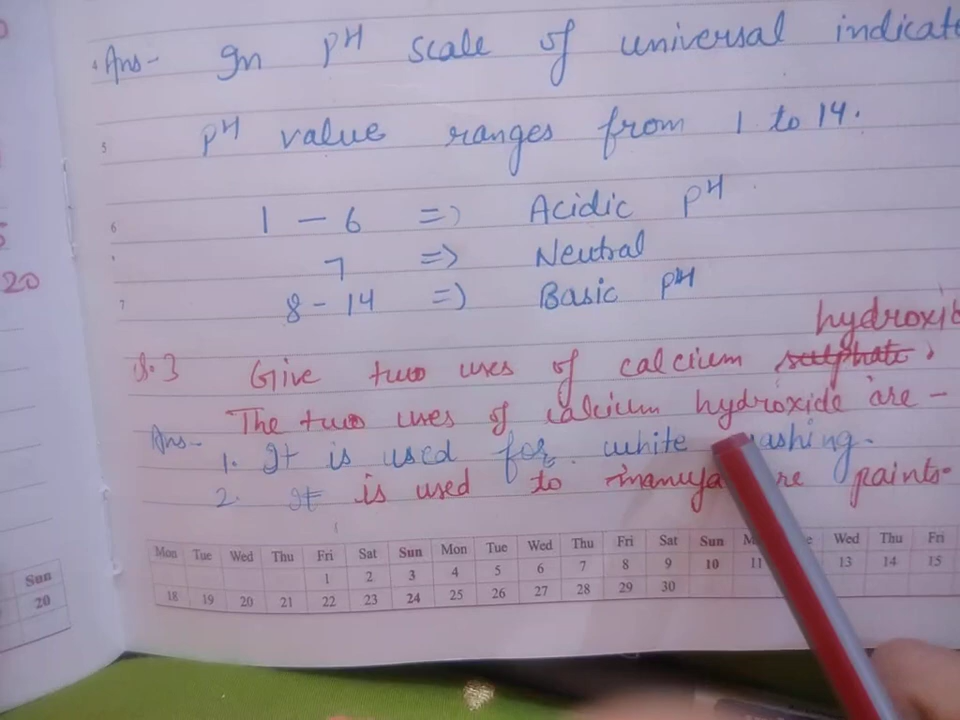 Ans- In pH scale of universal indicat
5 pH value ranges from 1 to 14.
6 1 - 6 => Acidic pH
7 => Neutral
7 8 - 14 => Basic pH
hydroxi
Q.3 Give two uses of calcium sulphate,
The two uses of calcium hydroxide are -
Ans- 1. It is used for white washing.
2. It is used to paints.
Mon Tue Wed Thu Fri Sat Sun Mon Tue Wed Thu Fri Sat Sun Wed Thu Fri
1 2 3 4 5 6 7 8 9 10 11 13 14 15
18 19 20 21 22 23 24 25 26 27 28 29 30
20
Sun
20